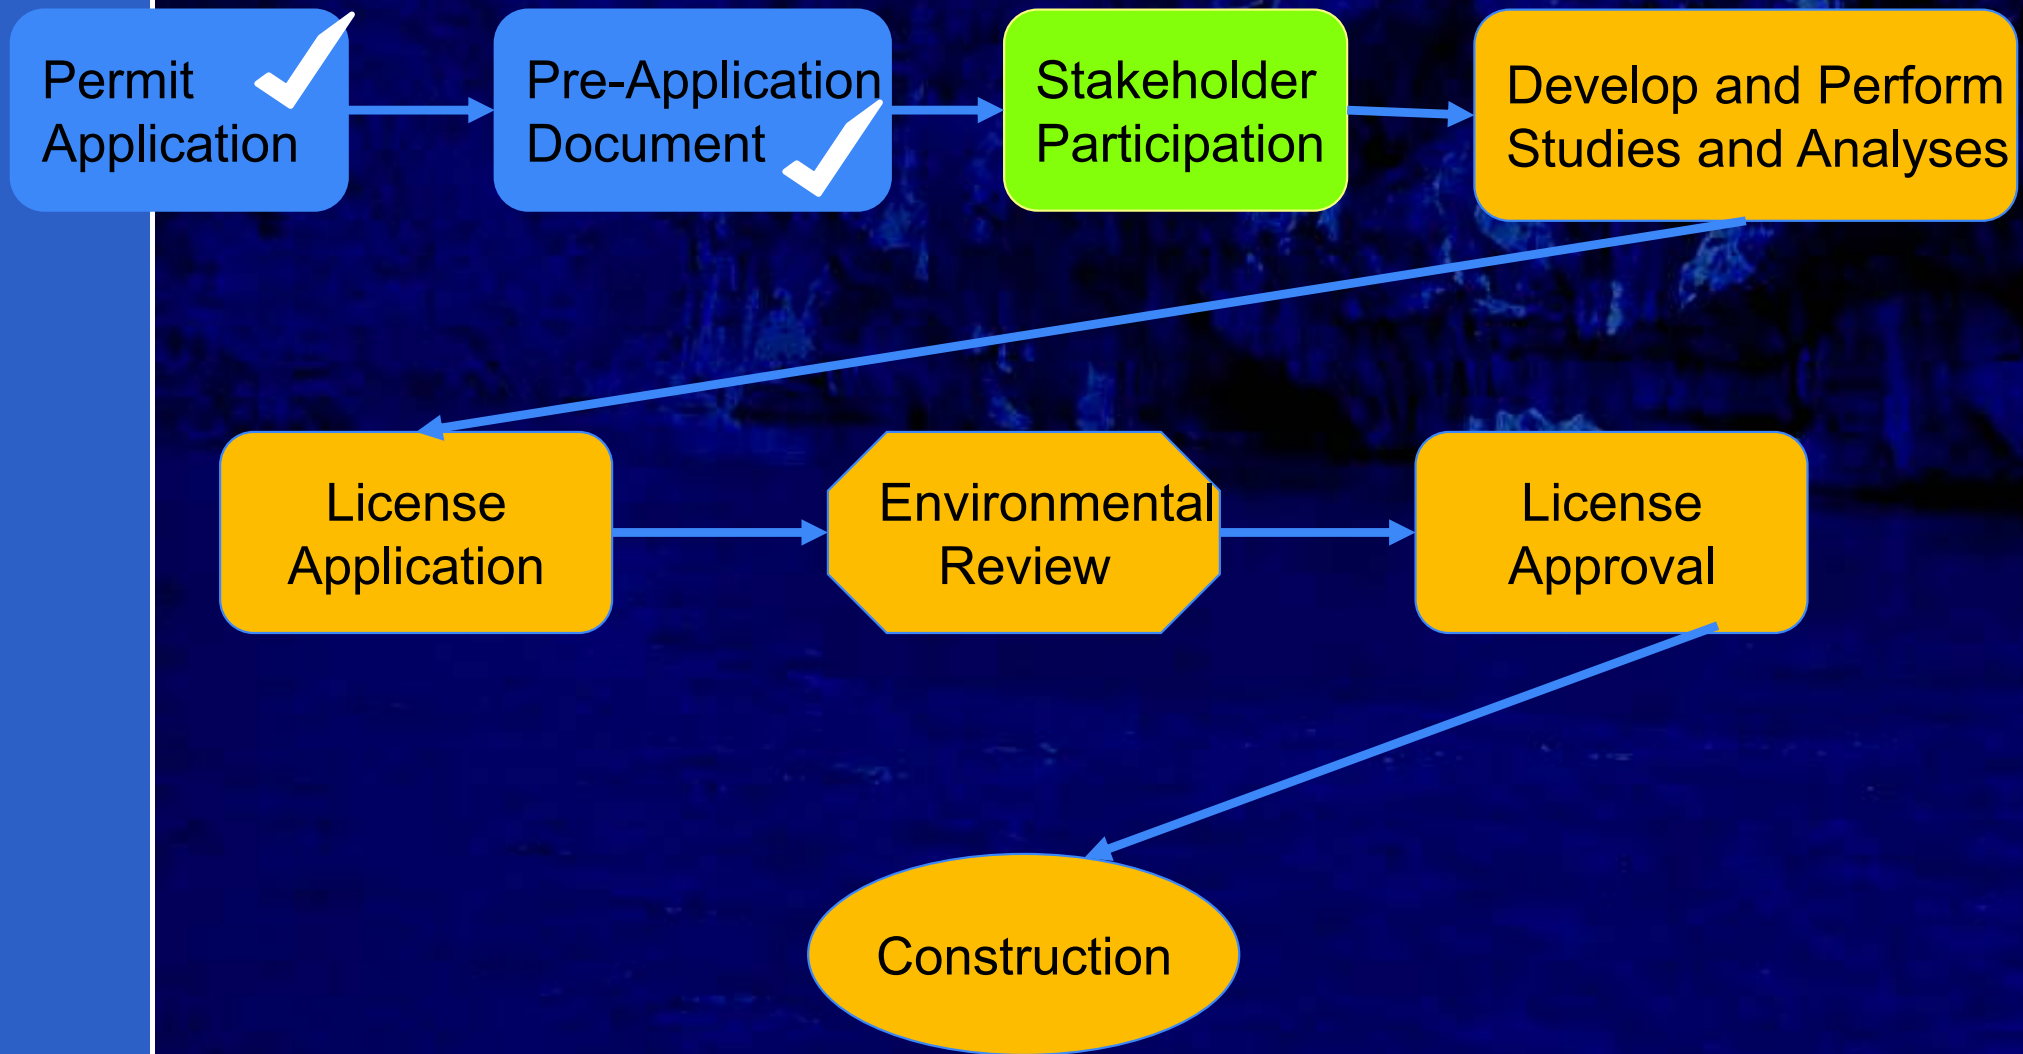 Permit
Application
Pre-Application
Document
Stakeholder
Participation
Develop and Perform
Studies and Analyses
License
Application
Environmental
Review
License
Approval
Construction